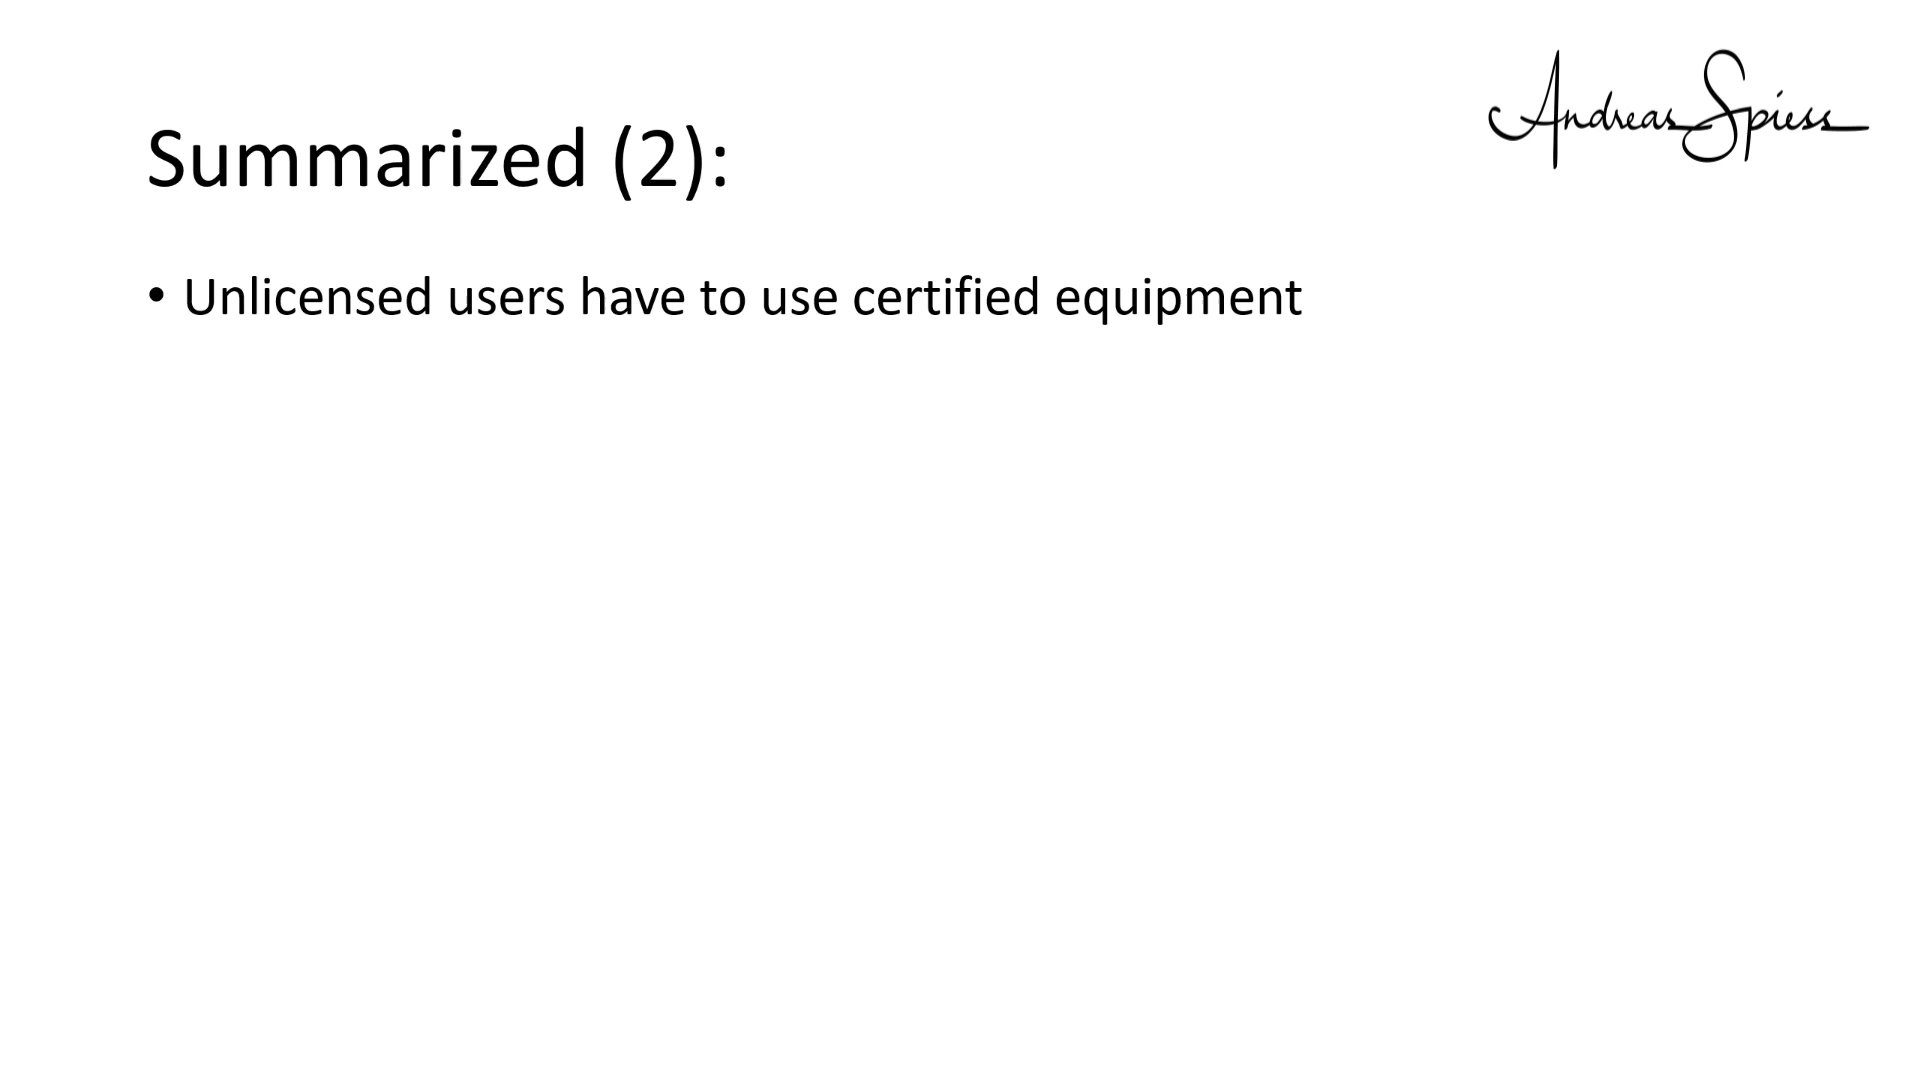 Andreas Spiess
Summarized (2):
• Unlicensed users have to use certified equipment